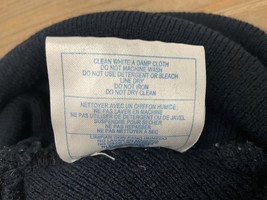 CLEAN WHITE A DAMP CLOTH
DO NOT MACHINE WASH
DO NOT USE DETERGENT OR BLEACH
LINE DRY
DO NOT IRON
DO NOT DRY CLEAN
NETTOYER AVEC UN CHIFFON HUMIDE
NE PAS LAVER EN MACHINE
NE PAS UTILISER DE DETERGENT OU DE JAVEL
SUSPENDRE POUR SECHER
NE PAS REPASSER
NE PAS NETTOYER A SEC